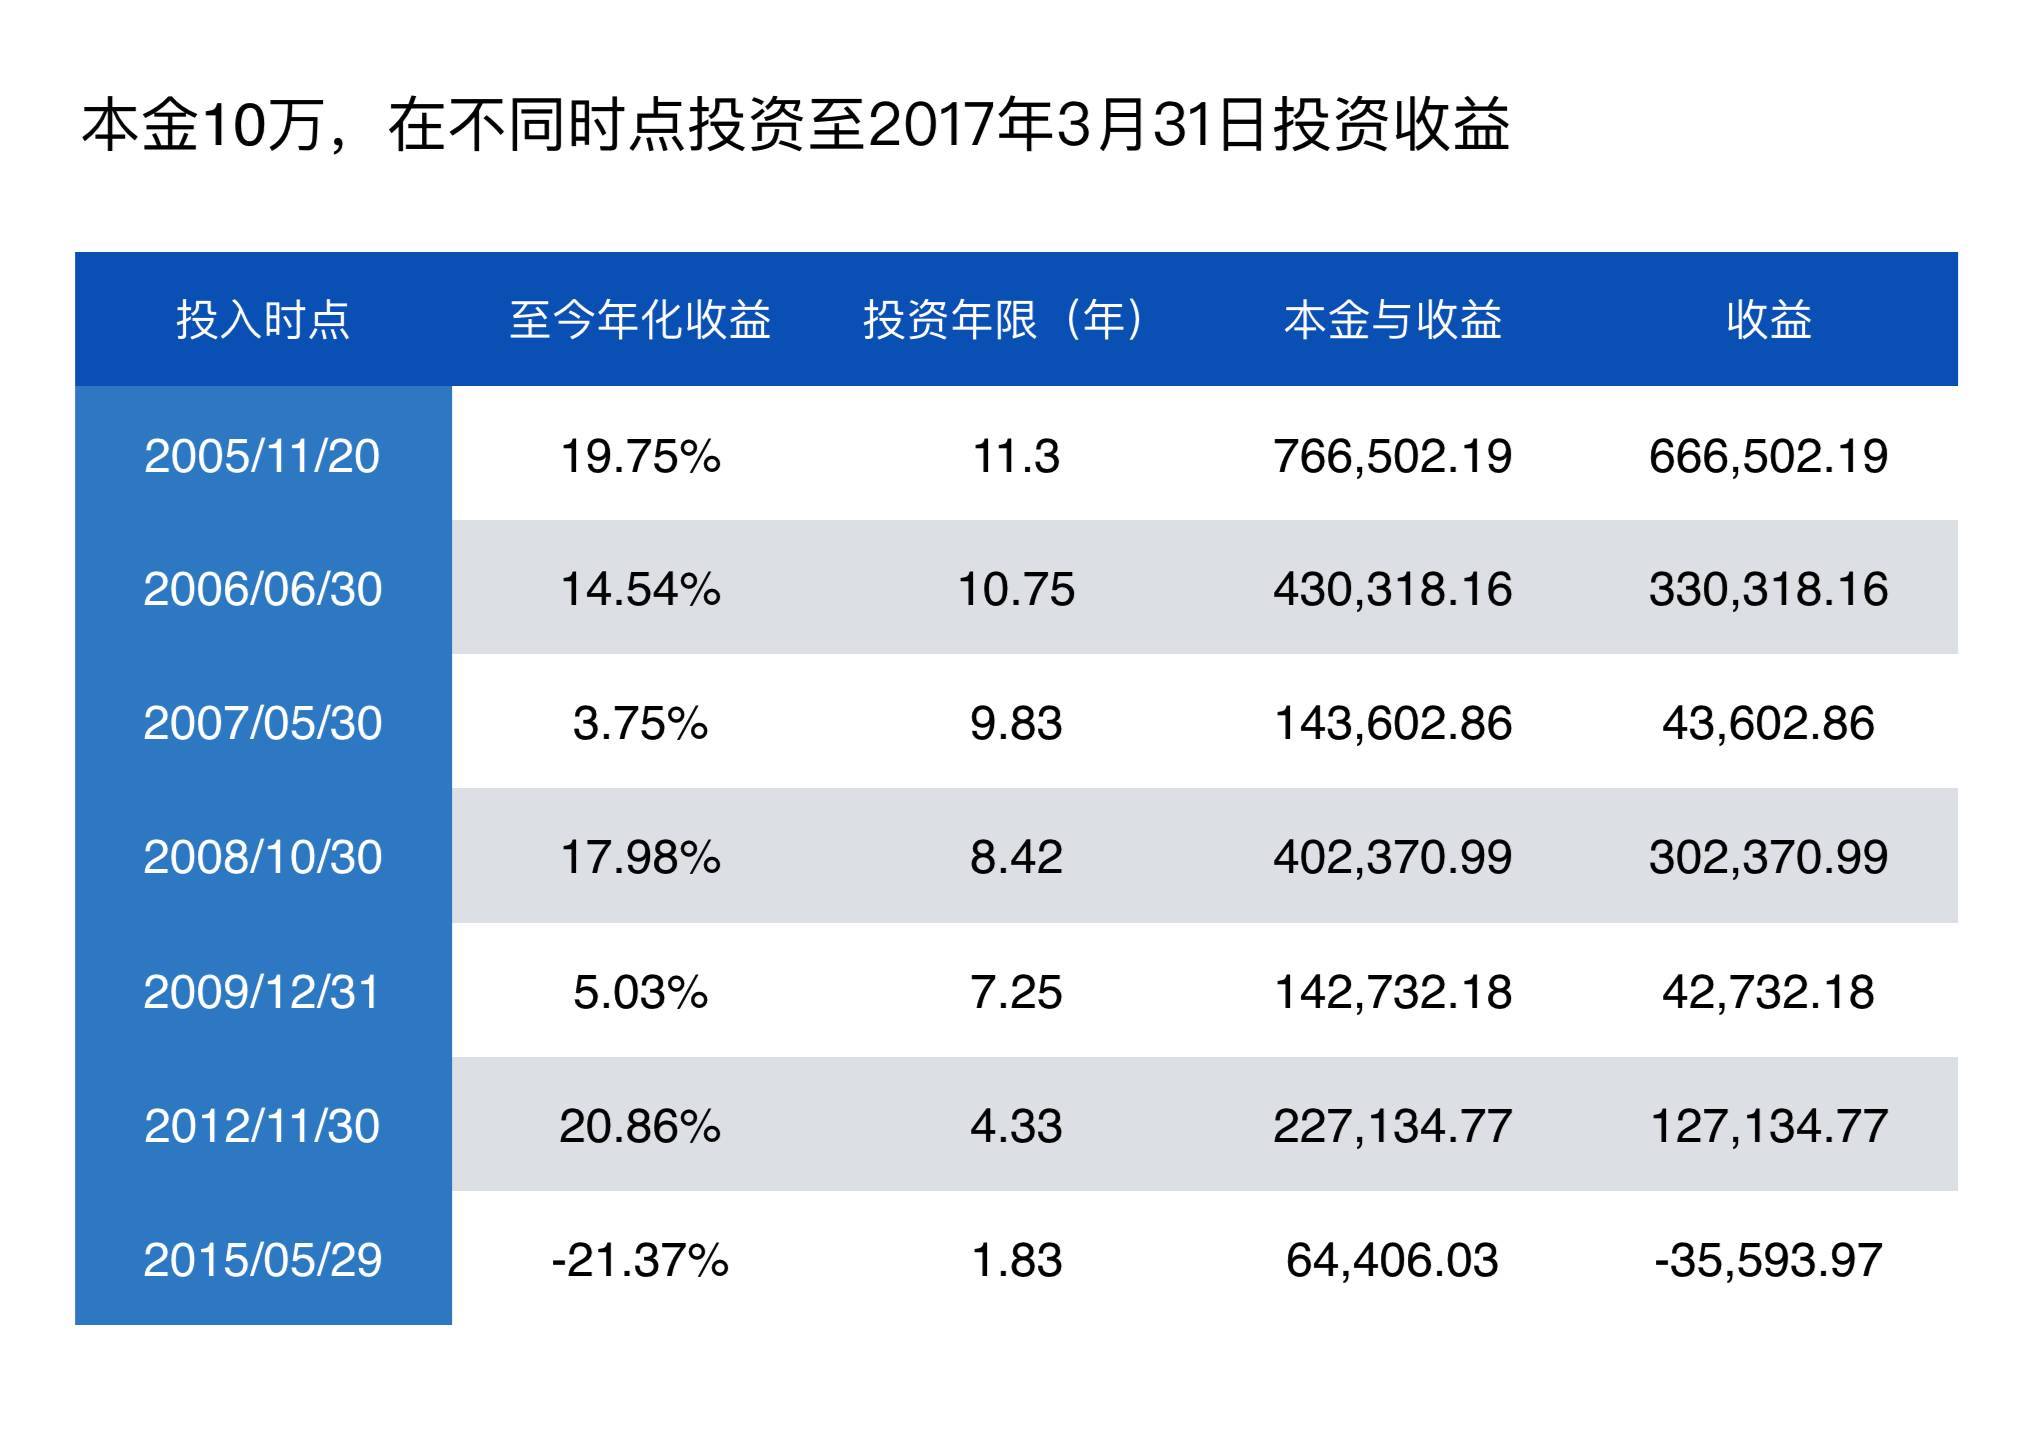 本金10万，在不同时点投资至2017年3月31日投资收益
投入时点 至今年化收益 投资年限（年） 本金与收益 收益
2005/11/20 19.75% 11.3 766,502.19 666,502.19
2006/06/30 14.54% 10.75 430,318.16 330,318.16
2007/05/30 3.75% 9.83 143,602.86 43,602.86
2008/10/30 17.98% 8.42 402,370.99 302,370.99
2009/12/31 5.03% 7.25 142,732.18 42,732.18
2012/11/30 20.86% 4.33 227,134.77 127,134.77
2015/05/29 -21.37% 1.83 64,406.03 -35,593.97